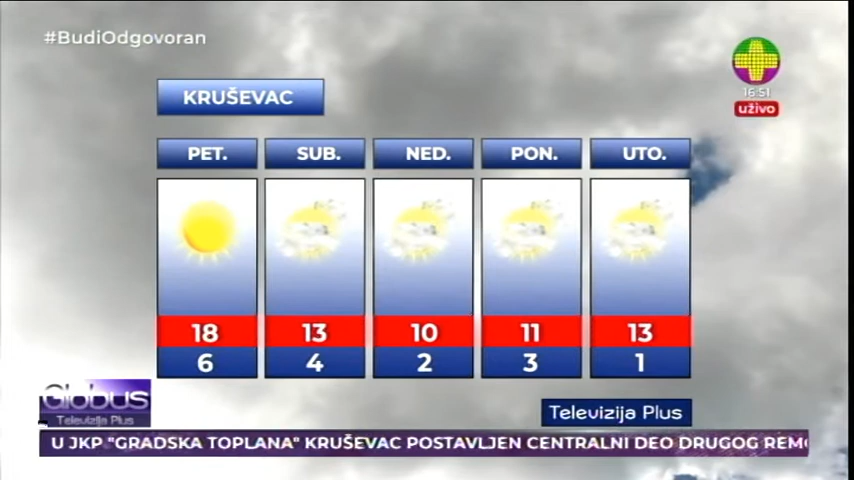 #BudiOdgovoran
16:51
uživo
KRUŠEVAC
PET. SUB. NED. PON. UTO.
18 13 10 11 13
6 4 2 3 1
Globus
Televizija Plus
Televizija Plus
U JKP "GRADSKA TOPLANA" KRUŠEVAC POSTAVLJEN CENTRALNI DEO DRUGOG